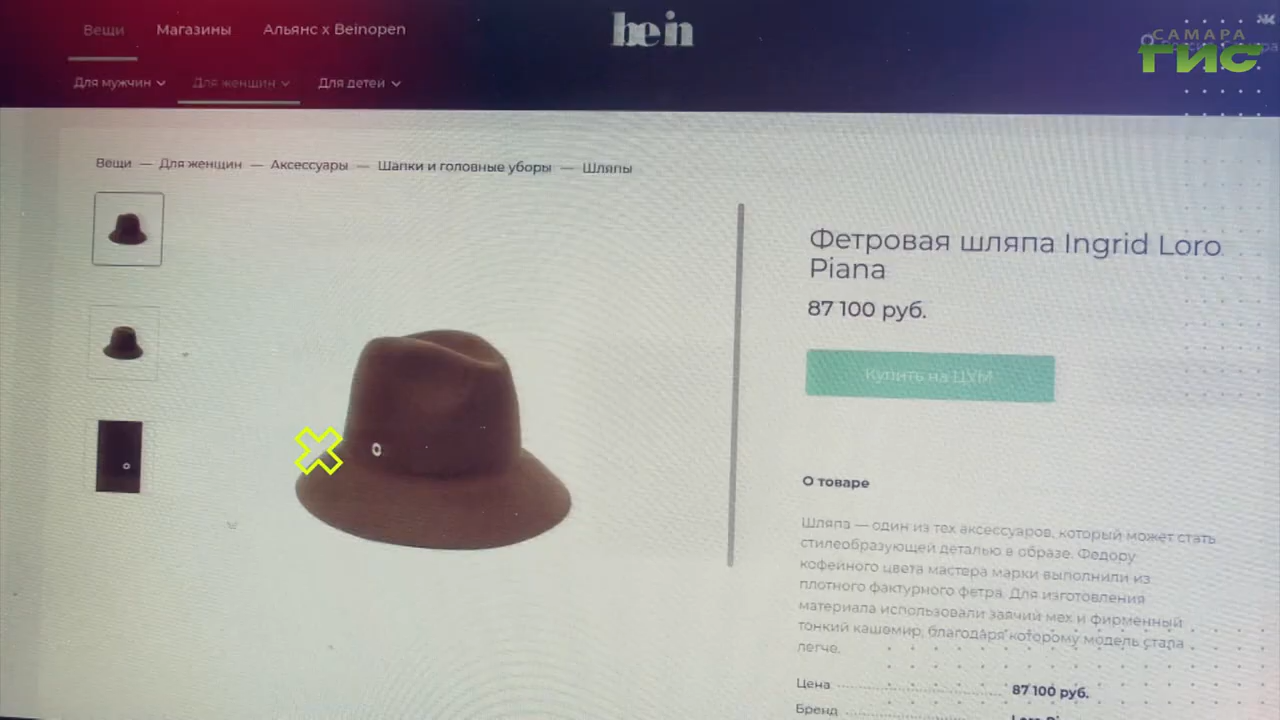 Вещи Магазины Альянс x Beinopen
be in
САМАРА
ГИС
Для мужчин Для женщин Для детей
Вещи — Для женщин — Аксессуары — Шапки и головные уборы — Шляпы
Фетровая шляпа Ingrid Loro
Piana
87 100 руб.
Купить на ЦУМ
О товаре
Шляпа — один из тех аксессуаров, который может стать
стилеобразующей деталью в образе. Федору
кофейного цвета мастера марки выполнили из
плотного фактурного фетра. Для изготовления
материала использовали заячий мех и фирменный
тонкий кашемир, благодаря которому модель стала
легче.
Цена 87 100 руб.
Бренд